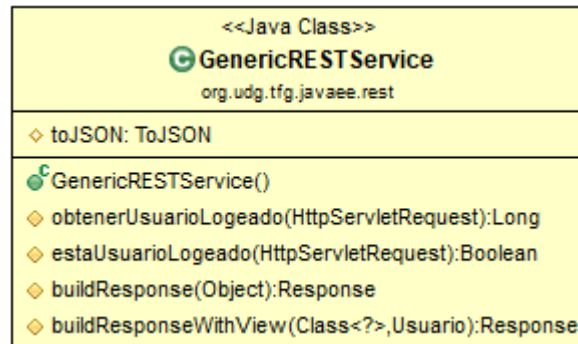 <<Java Class>>
GenericRESTService
org.udg.tfg.javaee.rest
toJSON: ToJSON
GenericRESTService()
obtenerUsuarioLogeado(HttpServletRequest):Long
estaUsuarioLogeado(HttpServletRequest):Boolean
buildResponse(Object):Response
buildResponseWithView(Class<?>,Usuario):Response